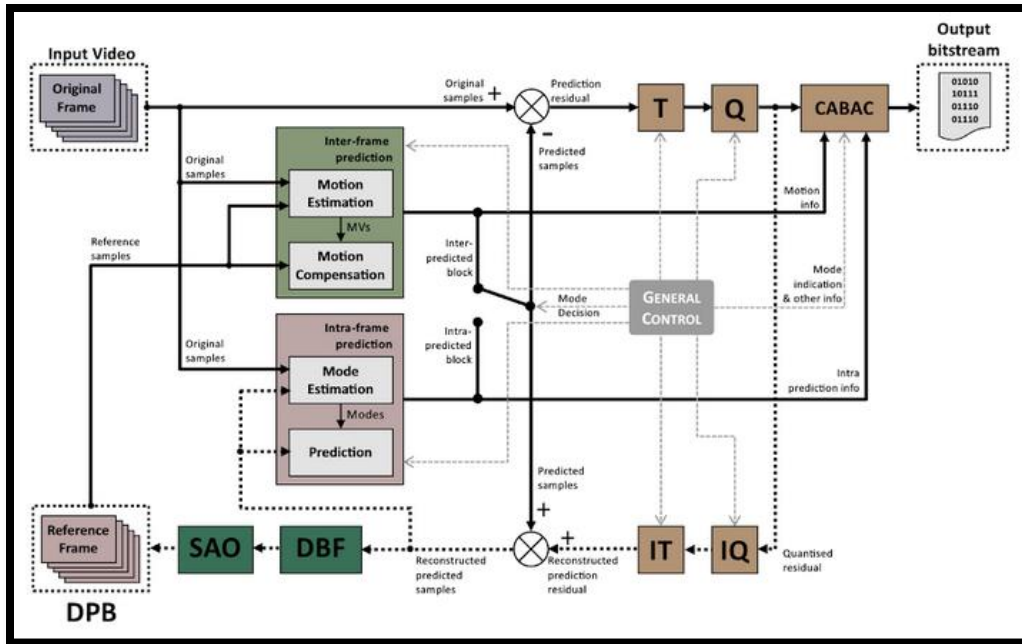 Input Video
Original
Frame
Output
bitstream
01010
10111
01110
01110
Original
samples
+
Prediction
residual
T
Q
CABAC
−
Predicted
samples
Inter-frame
prediction
Original
samples
Motion
Estimation
MVs
Motion
Compensation
Reference
samples
Motion
info
Inter-
predicted
block
Mode
Decision
GENERAL
CONTROL
Mode
indication
& other info
Intra-
predicted
block
Intra-frame
prediction
Original
samples
Mode
Estimation
Modes
Prediction
Intra
prediction info
Predicted
samples
+
+
Reference
Frame
DPB
SAO
DBF
Reconstructed
predicted
samples
Reconstructed
prediction
residual
IT
IQ
Quantised
residual